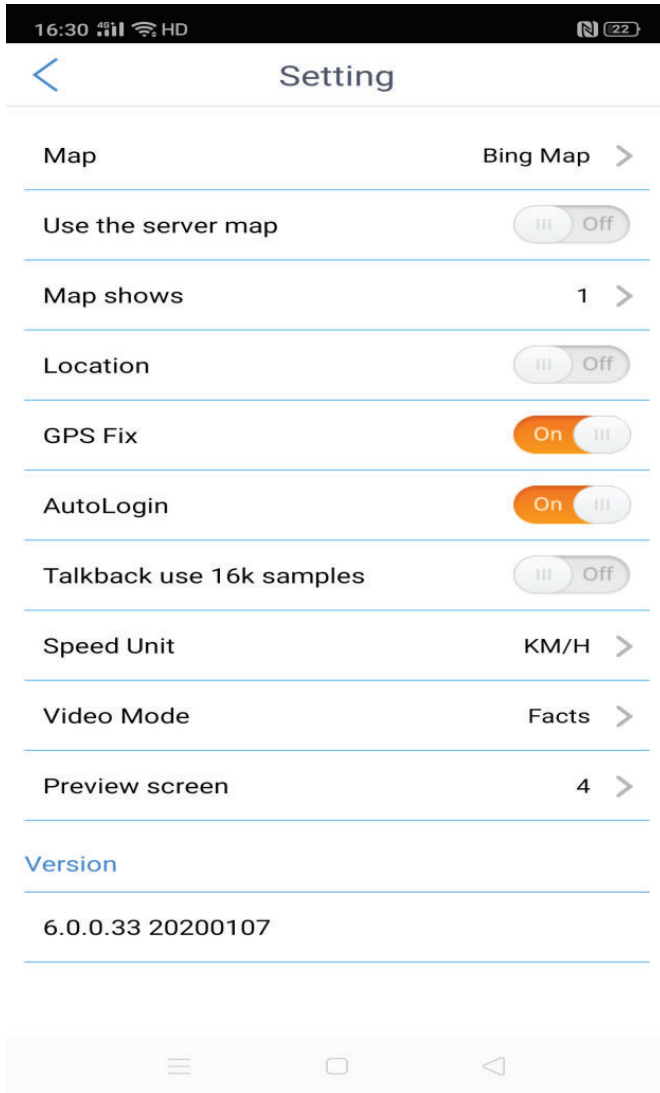 16:30 4G HD 22
Setting
Map Bing Map
Use the server map Off
Map shows 1
Location Off
GPS Fix On
AutoLogin On
Talkback use 16k samples Off
Speed Unit KM/H
Video Mode Facts
Preview screen 4
Version
6.0.0.33 20200107